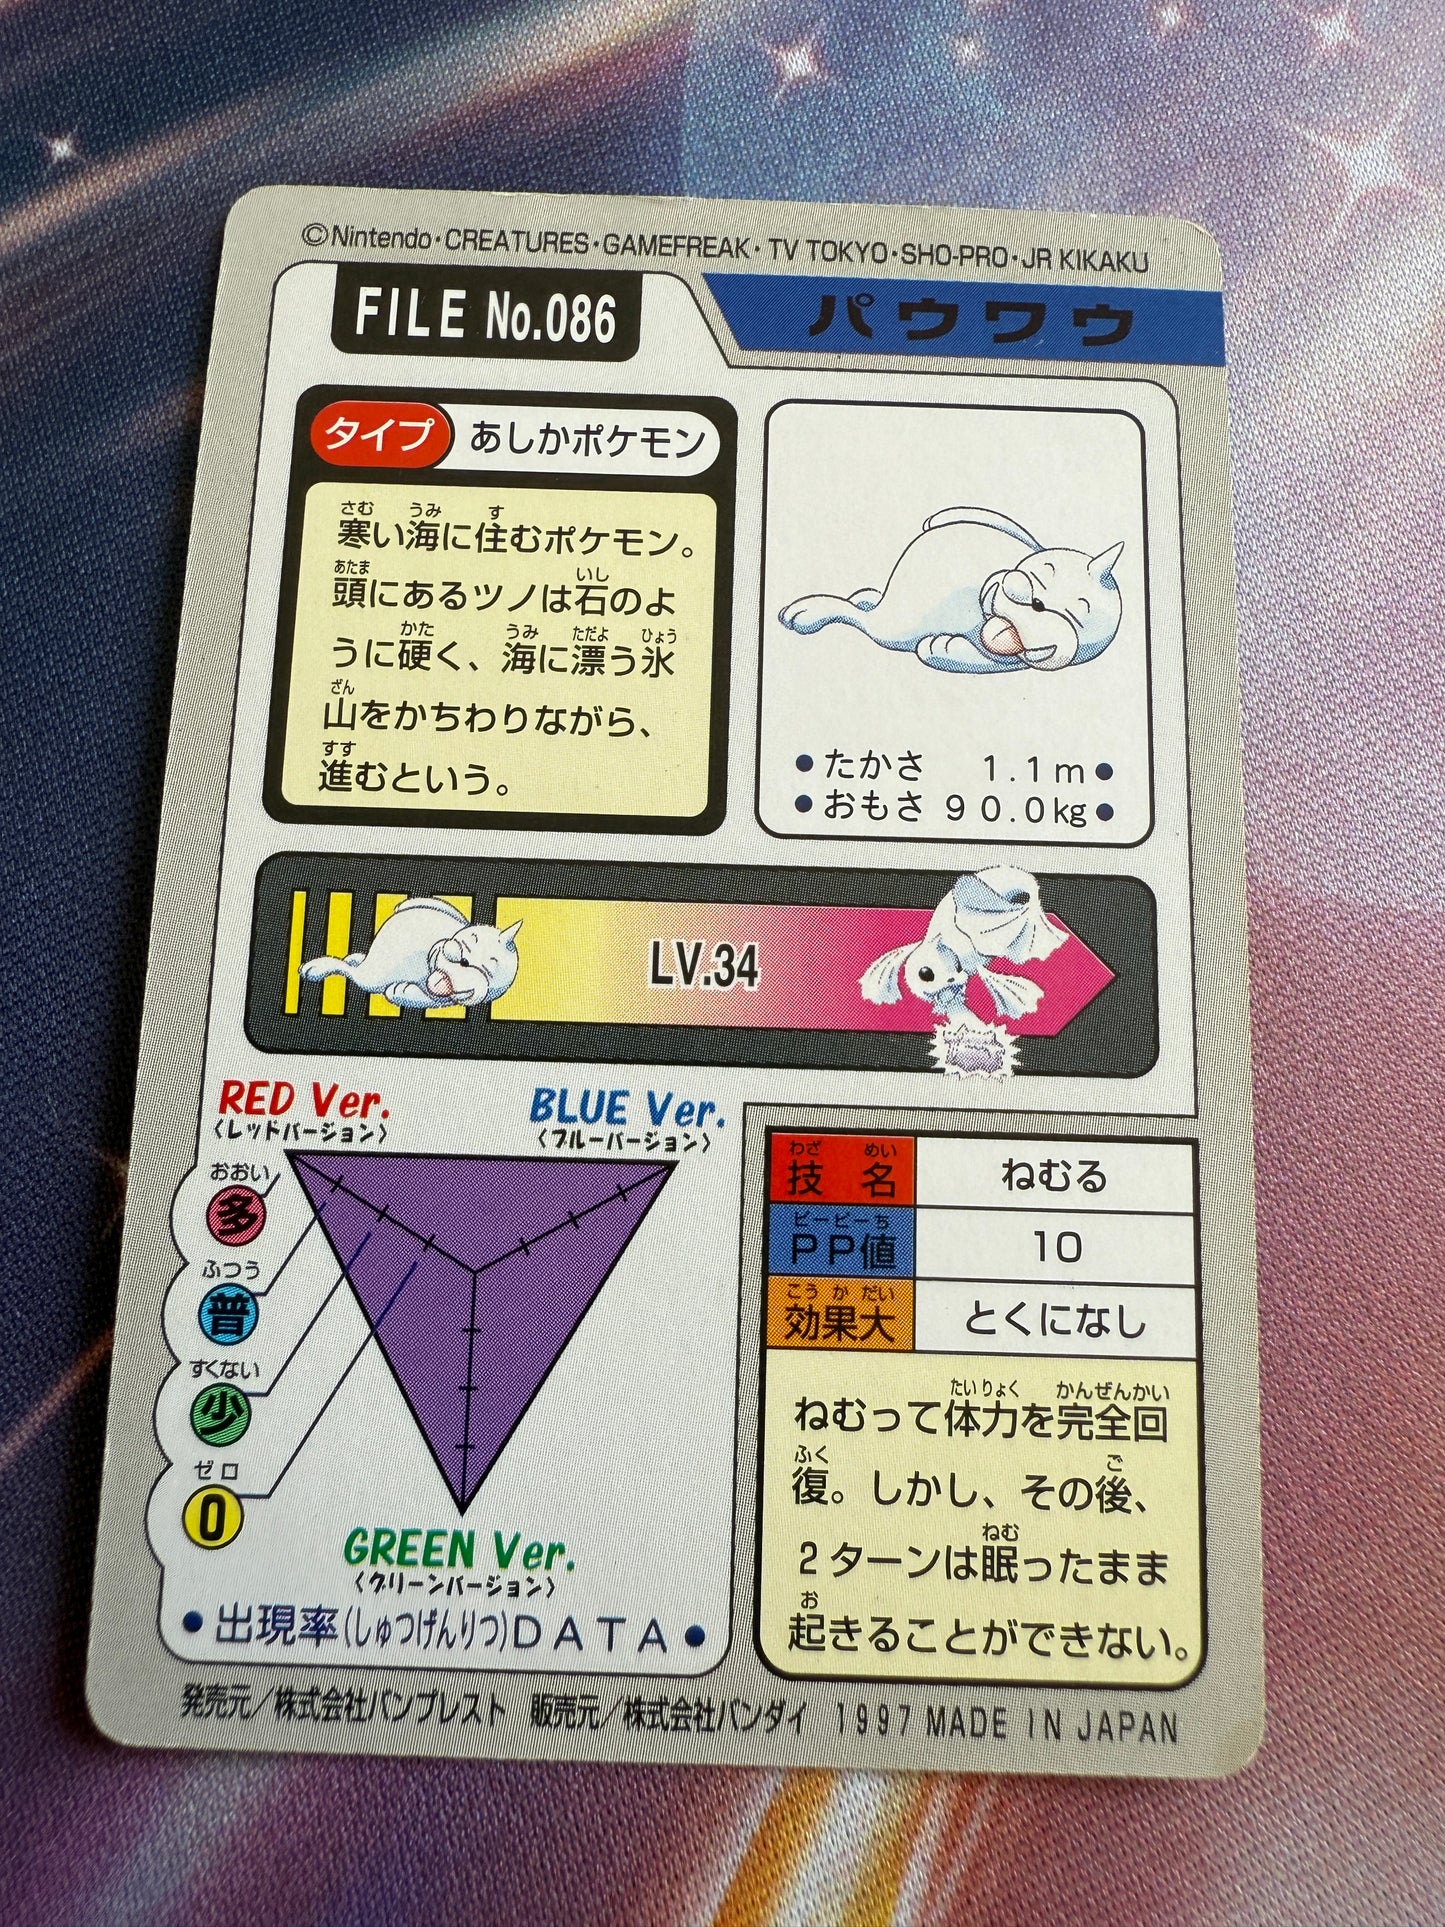 ©Nintendo・CREATURES・GAMEFREAK・TV TOKYO・SHO-PRO・JR KIKAKU
FILE No.086
パウワウ
タイプ あしかポケモン
さむ うみ す
寒い海に住むポケモン。
あたま いし
頭にあるツノは石のよ
かた うみ ただよ ひょう
うに硬く、海に漂う氷
ざん
山をかちわりながら、
すす
進むという。
●たかさ 1.1m●
●おもさ 90.0kg●
LV.34
RED Ver.
〈レッドバージョン〉
BLUE Ver.
〈ブルーバージョン〉
おおい
多
ふつう
普
すくない
少
ゼロ
0
GREEN Ver.
〈グリーンバージョン〉
●出現率(しゅつげんりつ)DATA●
わざ めい
技名 ねむる
ピーピーち
PP値 10
こうかだい
効果大 とくになし
たいりょく かんぜんかい
ねむって体力を完全回
ふく ご
復。しかし、その後、
ねむ
2ターンは眠ったまま
お
起きることができない。
発売元/株式会社バンプレスト 販売元/株式会社バンダイ 1997 MADE IN JAPAN